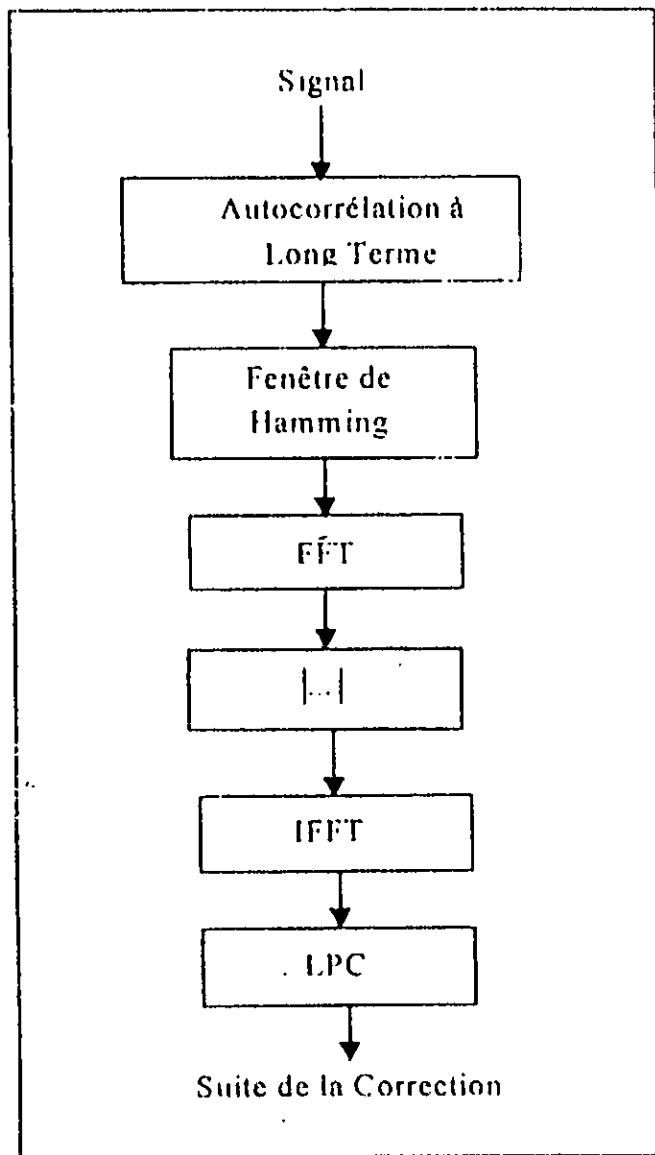 Signal
Autocorrélation à
Long Terme
Fenêtre de
Hamming
FFT
|...|
IFFT
LPC
Suite de la Correction